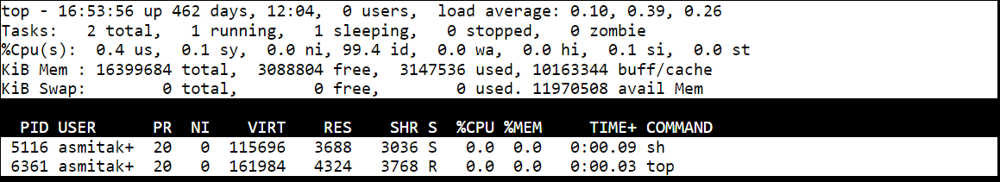 top - 16:53:56 up 462 days, 12:04,  0 users,  load average: 0.10, 0.39, 0.26
Tasks:   2 total,   1 running,   1 sleeping,   0 stopped,   0 zombie
%Cpu(s):  0.4 us,  0.1 sy,  0.0 ni, 99.4 id,  0.0 wa,  0.0 hi,  0.1 si,  0.0 st
KiB Mem : 16399684 total,  3088804 free,  3147536 used, 10163344 buff/cache
KiB Swap:        0 total,        0 free,        0 used. 11970508 avail Mem
  PID USER      PR  NI    VIRT    RES    SHR S  %CPU %MEM     TIME+ COMMAND
 5116 asmitak+  20   0  115696   3688   3036 S   0.0  0.0   0:00.09 sh
 6361 asmitak+  20   0  161984   4324   3768 R   0.0  0.0   0:00.03 top